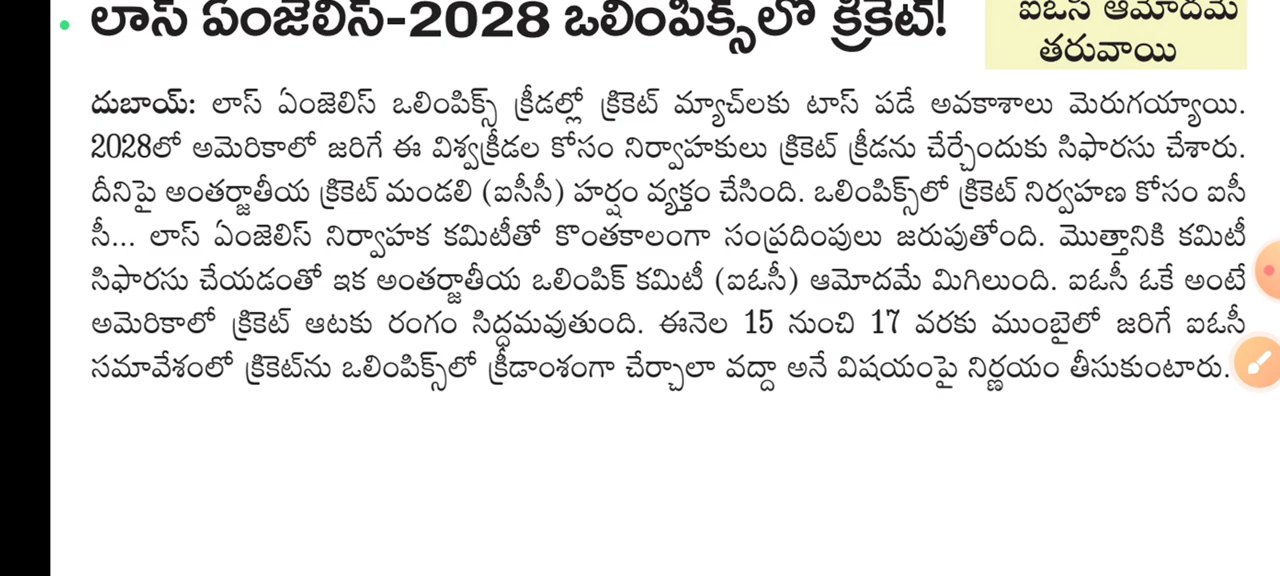 లాస్ ఏంజెలిస్-2028 ఒలింపిక్స్‌లో క్రికెట్!
ఐఓసీ ఆమోదమే
తరువాయి
దుబాయ్: లాస్ ఏంజెలిస్ ఒలింపిక్స్ క్రీడల్లో క్రికెట్ మ్యాచ్‌లకు టాస్ పడే అవకాశాలు మెరుగయ్యాయి.
2028లో అమెరికాలో జరిగే ఈ విశ్వక్రీడల కోసం నిర్వాహకులు క్రికెట్ క్రీడను చేర్చేందుకు సిఫారసు చేశారు.
దీనిపై అంతర్జాతీయ క్రికెట్ మండలి (ఐసీసీ) హర్షం వ్యక్తం చేసింది. ఒలింపిక్స్‌లో క్రికెట్ నిర్వహణ కోసం ఐసీ
సీ... లాస్ ఏంజెలిస్ నిర్వాహక కమిటీతో కొంతకాలంగా సంప్రదింపులు జరుపుతోంది. మొత్తానికి కమిటీ
సిఫారసు చేయడంతో ఇక అంతర్జాతీయ ఒలింపిక్ కమిటీ (ఐఓసీ) ఆమోదమే మిగిలుంది. ఐఓసీ ఓకే అంటే
అమెరికాలో క్రికెట్ ఆటకు రంగం సిద్ధమవుతుంది. ఈనెల 15 నుంచి 17 వరకు ముంబైలో జరిగే ఐఓసీ
సమావేశంలో క్రికెట్‌ను ఒలింపిక్స్‌లో క్రీడాంశంగా చేర్చాలా వద్దా అనే విషయంపై నిర్ణయం తీసుకుంటారు.